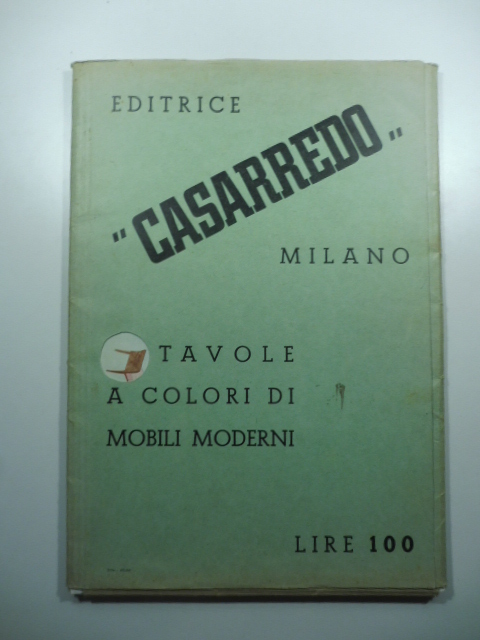 EDITRICE
"CASARREDO"
MILANO
TAVOLE
A COLORI DI
MOBILI MODERNI
LIRE 100